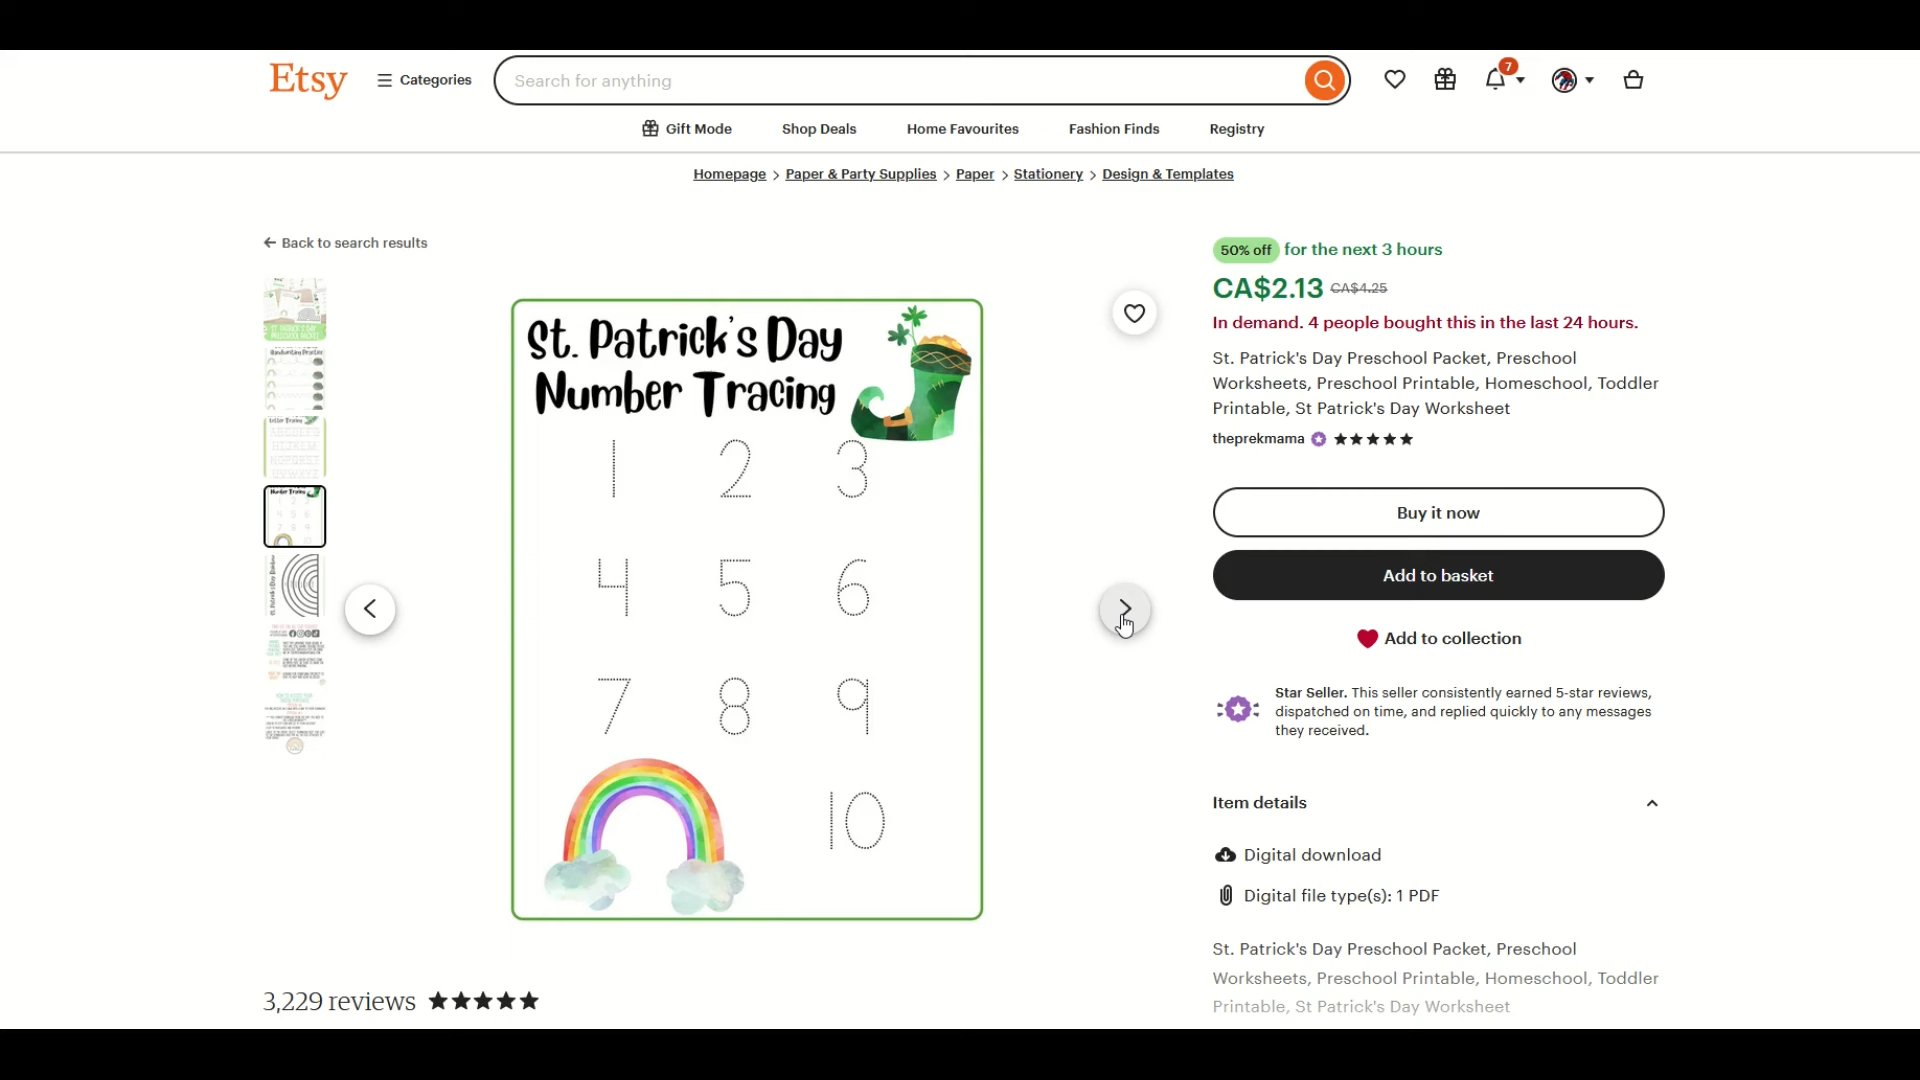 Etsy
Categories
Search for anything
7
Gift Mode
Shop Deals
Home Favourites
Fashion Finds
Registry
Homepage > Paper & Party Supplies > Paper > Stationery > Design & Templates
Back to search results
St. Patrick's Day
Number Tracing
1 2 3
4 5 6
7 8 9
10
3,229 reviews
50% off for the next 3 hours
CA$2.13 CA$4.25
In demand. 4 people bought this in the last 24 hours.
St. Patrick's Day Preschool Packet, Preschool
Worksheets, Preschool Printable, Homeschool, Toddler
Printable, St Patrick's Day Worksheet
theprekmama
Buy it now
Add to basket
Add to collection
Star Seller. This seller consistently earned 5-star reviews,
dispatched on time, and replied quickly to any messages
they received.
Item details
Digital download
Digital file type(s): 1 PDF
St. Patrick's Day Preschool Packet, Preschool
Worksheets, Preschool Printable, Homeschool, Toddler
Printable, St Patrick's Day Worksheet